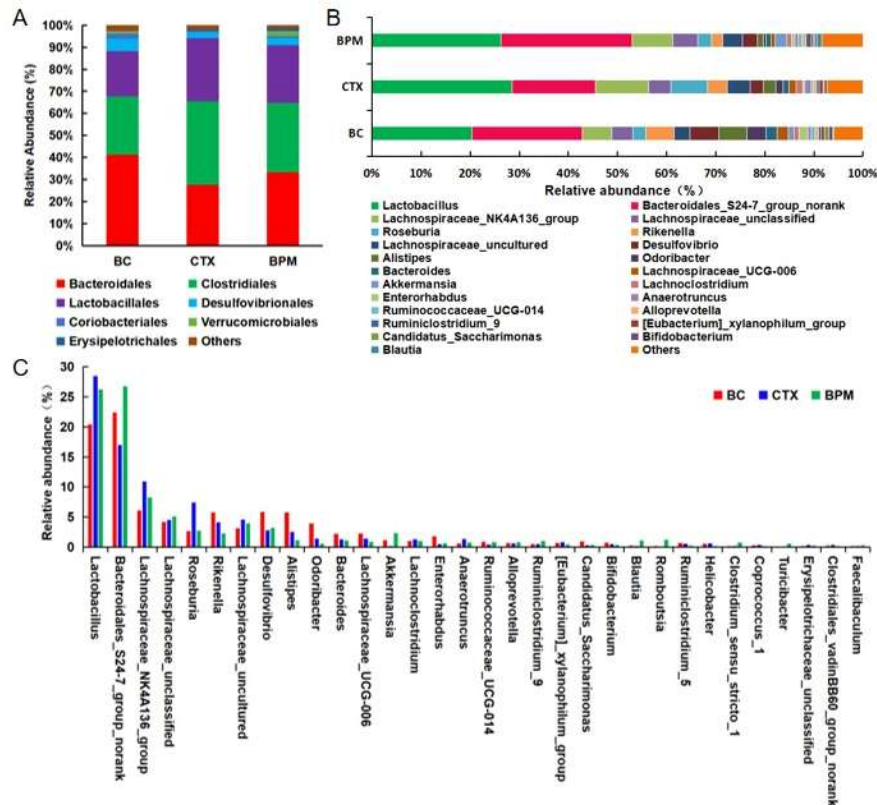 A
Relative Abundance (%)
100%
90%
80%
70%
60%
50%
40%
30%
20%
10%
0%
BC CTX BPM
Bacteroidales Clostridiales
Lactobacillales Desulfovibrionales
Coriobacteriales Verrucomicrobiales
Erysipelotrichales Others
B
BPM
CTX
BC
0% 10% 20% 30% 40% 50% 60% 70% 80% 90% 100%
Relative abundance (%)
Lactobacillus Bacteroidales_S24-7_group_norank
Lachnospiraceae_NK4A136_group Lachnospiraceae_unclassified
Roseburia Rikenella
Lachnospiraceae_uncultured Desulfovibrio
Alistipes Odoribacter
Bacteroides Lachnospiraceae_UCG-006
Akkermansia Lachnoclostridium
Enterorhabdus Anaerotruncus
Ruminococcaceae_UCG-014 Alloprevotella
Ruminiclostridium_9 [Eubacterium]_xylanophilum_group
Candidatus_Saccharimonas Bifidobacterium
Blautia Others
C
Relative abundance (%)
30
25
20
15
10
5
0
BC CTX BPM
Lactobacillus
Bacteroidales_S24-7_group_norank
Lachnospiraceae_NK4A136_group
Lachnospiraceae_unclassified
Roseburia
Rikenella
Lachnospiraceae_uncultured
Desulfovibrio
Alistipes
Odoribacter
Bacteroides
Lachnospiraceae_UCG-006
Akkermansia
Lachnoclostridium
Enterorhabdus
Anaerotruncus
Ruminococcaceae_UCG-014
Alloprevotella
Ruminiclostridium_9
[Eubacterium]_xylanophilum_group
Candidatus_Saccharimonas
Bifidobacterium
Blautia
Romboutsia
Ruminiclostridium_5
Helicobacter
Clostridium_sensu_stricto_1
Coprococcus_1
Turicibacter
Erysipelotrichaceae_unclassified
Clostridiales_vadinBB60_group_norank
Faecalibaculum